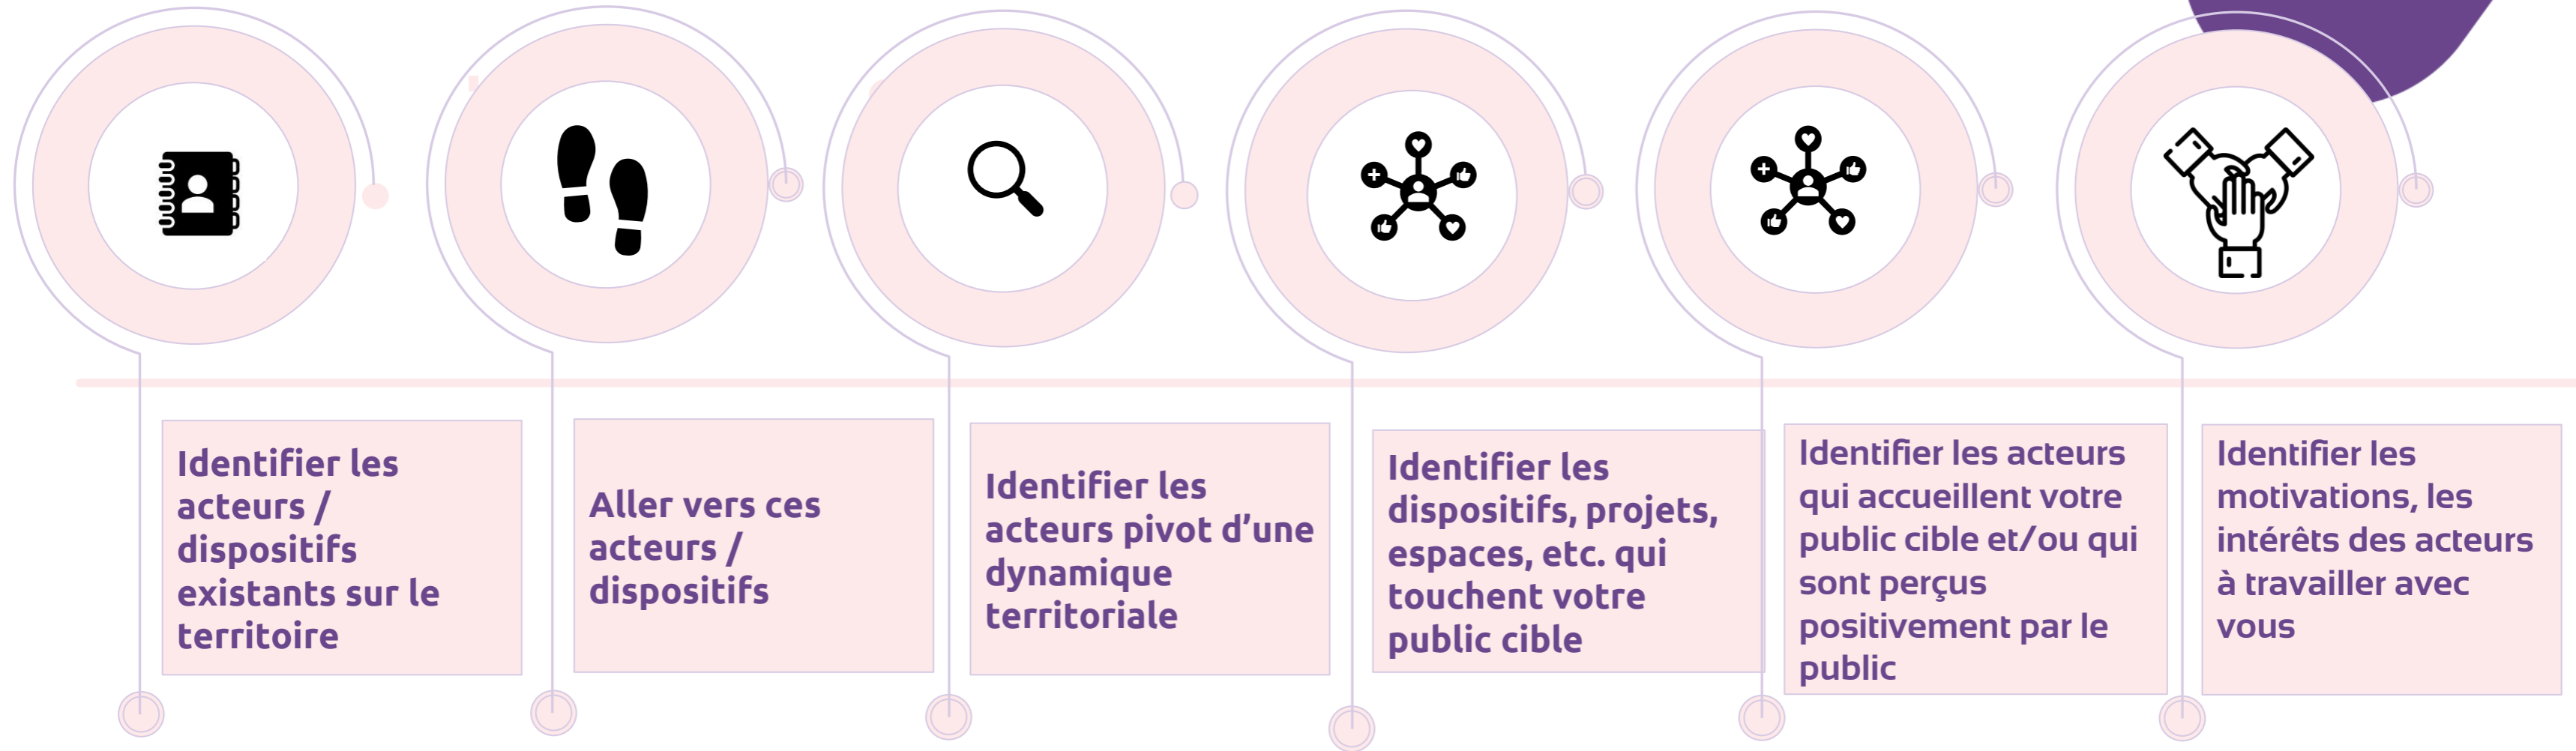 Identifier les
acteurs /
dispositifs
existants sur le
territoire
Aller vers ces
acteurs /
dispositifs
Identifier les
acteurs pivot d’une
dynamique
territoriale
Identifier les
dispositifs, projets,
espaces, etc. qui
touchent votre
public cible
Identifier les acteurs
qui accueillent votre
public cible et/ou qui
sont perçus
positivement par le
public
Identifier les
motivations, les
intérêts des acteurs
à travailler avec
vous